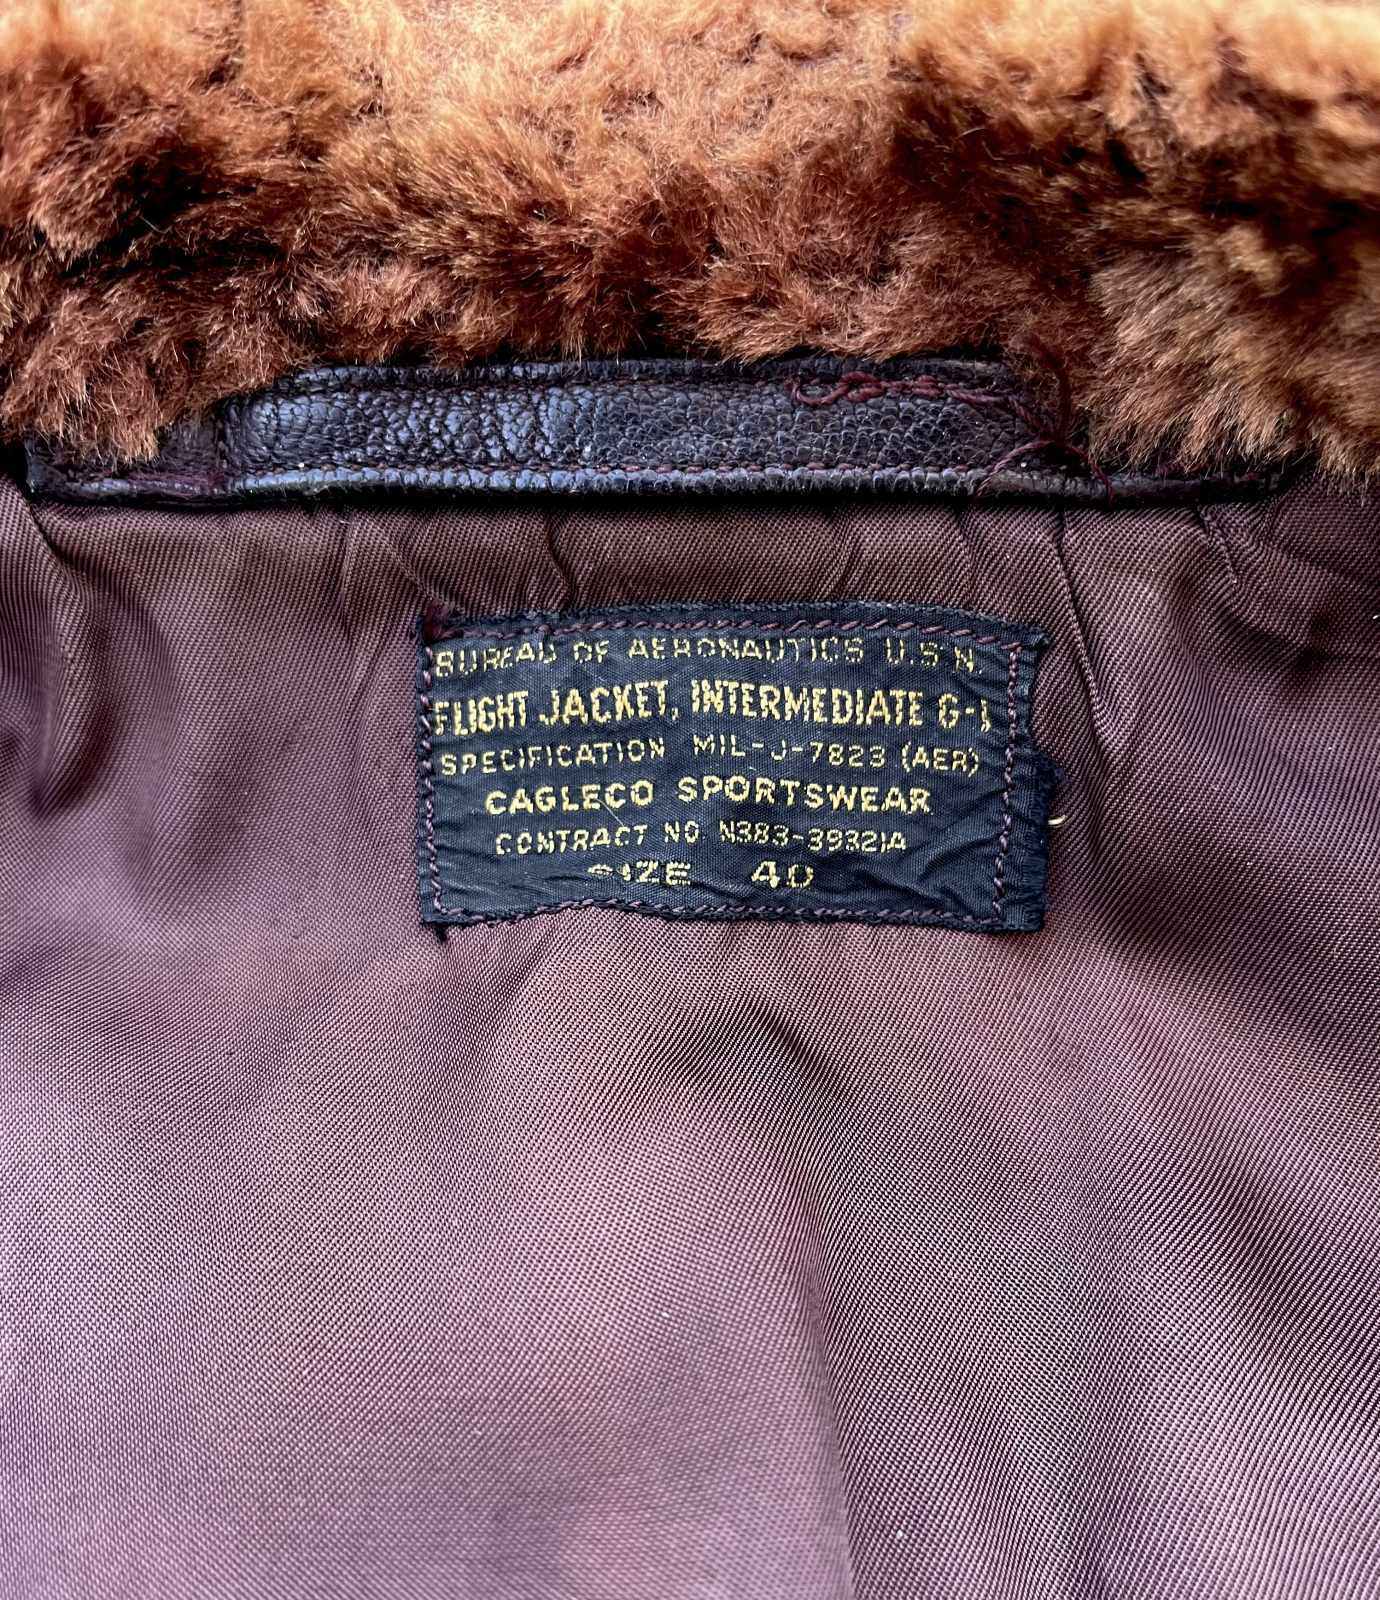 BUREAU OF AERONAUTICS U.S N.
FLIGHT JACKET, INTERMEDIATE G-1
SPECIFICATION MIL-J-7823 (AER)
CAGLECO SPORTSWEAR
CONTRACT NO. N383-39321A
SIZE 40